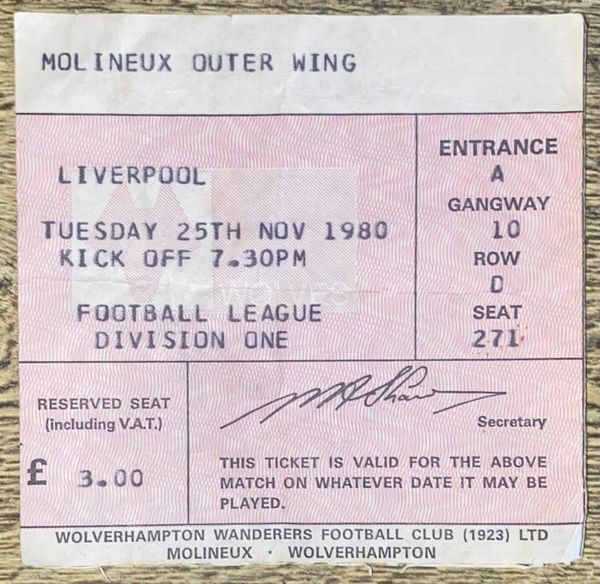 MOLINEUX OUTER WING
LIVERPOOL
TUESDAY 25TH NOV 1980
KICK OFF 7.30PM
WOLVES
FOOTBALL LEAGUE
DIVISION ONE
ENTRANCE
A
GANGWAY
10
ROW
D
SEAT
271
RESERVED SEAT
(including V.A.T.)
£ 3.00
Secretary
THIS TICKET IS VALID FOR THE ABOVE
MATCH ON WHATEVER DATE IT MAY BE
PLAYED.
WOLVERHAMPTON WANDERERS FOOTBALL CLUB (1923) LTD
MOLINEUX · WOLVERHAMPTON